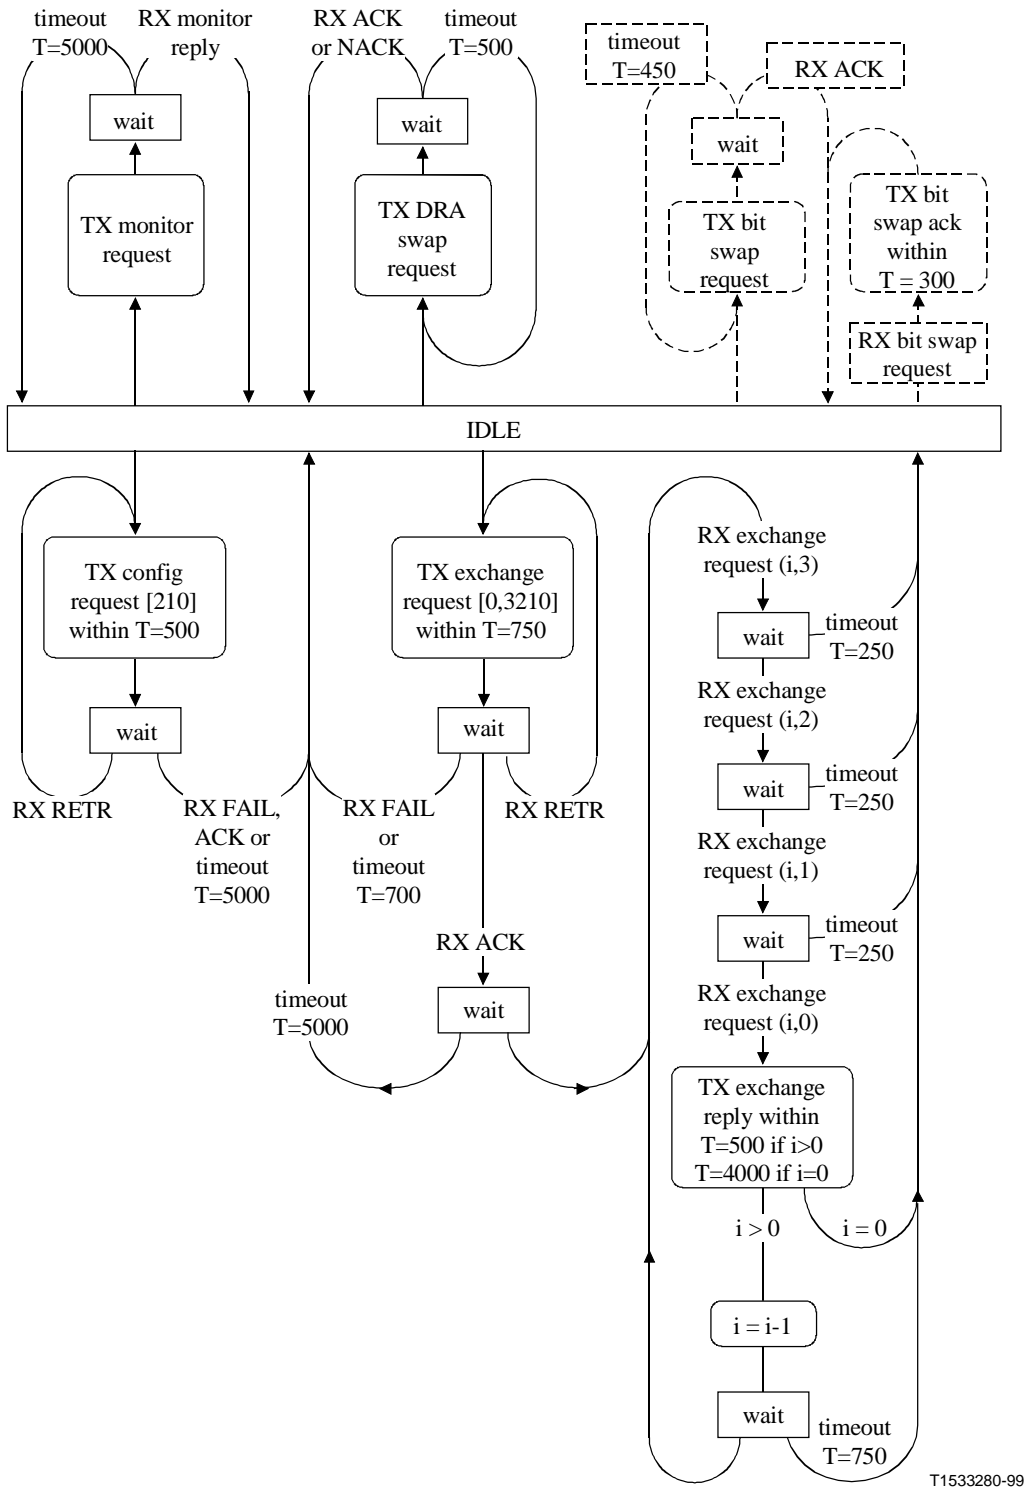 timeout
T=5000
RX monitor
reply
wait
TX monitor
request
RX ACK
or NACK
timeout
T=500
wait
TX DRA
swap
request
timeout
T=450
RX ACK
wait
TX bit
swap
request
TX bit
swap ack
within
T = 300
RX bit swap
request
IDLE
TX config
request [210]
within T=500
wait
RX RETR
RX FAIL,
ACK or
timeout
T=5000
TX exchange
request [0,3210]
within T=750
wait
RX FAIL
or
timeout
T=700
RX RETR
RX ACK
wait
timeout
T=5000
RX exchange
request (i,3)
wait
timeout
T=250
RX exchange
request (i,2)
wait
timeout
T=250
RX exchange
request (i,1)
wait
timeout
T=250
RX exchange
request (i,0)
TX exchange
reply within
T=500 if i>0
T=4000 if i=0
i > 0
i = 0
i = i-1
wait
timeout
T=750
T1533280-99